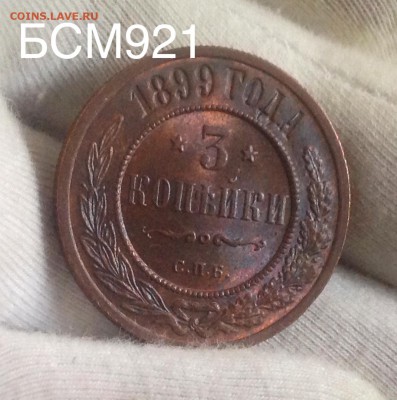 COINS.LAVE.RU
БСМ921
1899 ГОДА
* 3 *
КОПѢЙКИ
С.П.Б.